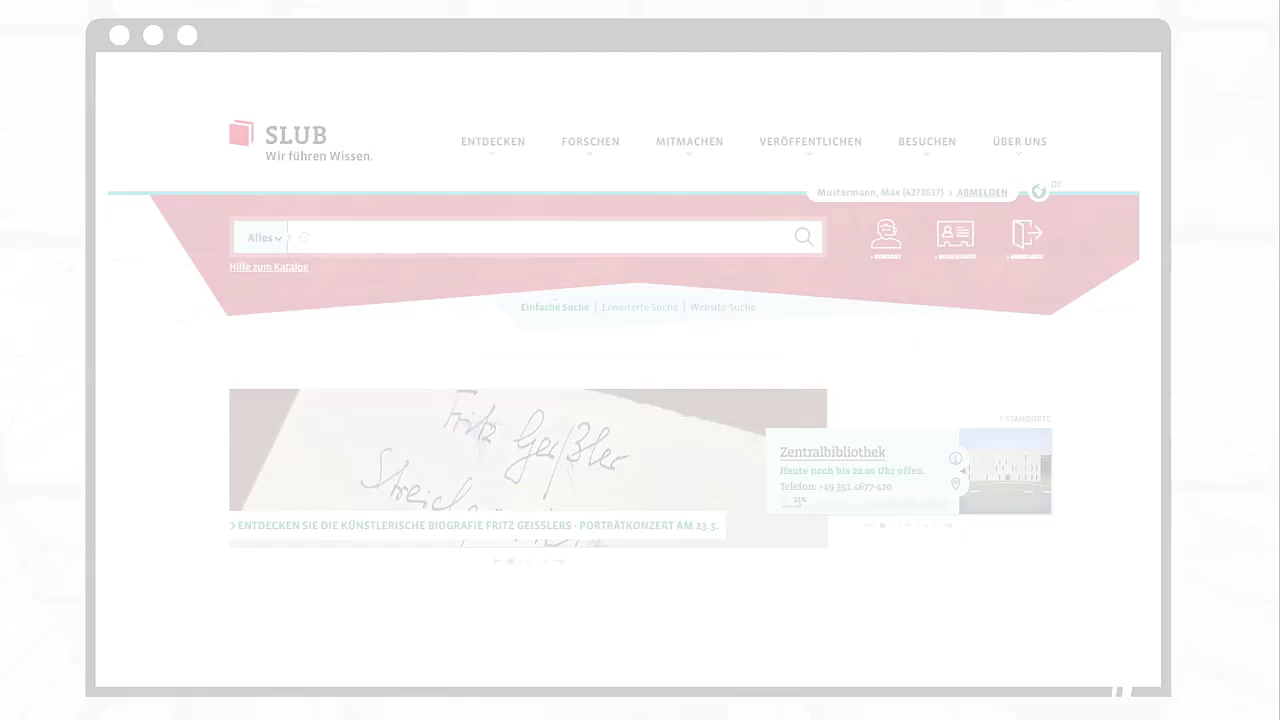 SLUB
Wir führen Wissen.
ENTDECKEN
FORSCHEN
MITMACHEN
VERÖFFENTLICHEN
BESUCHEN
ÜBER UNS
Mustermann, Max (4273617) › ABMELDEN
DE
Alles
Hilfe zum Katalog
Einfache Suche | Erweiterte Suche | Website-Suche
Fritz Geißler
Streich
> STANDORTE
Zentralbibliothek
Heute noch bis 22.00 Uhr offen.
Telefon: +49 351 4677-420
11%
> ENTDECKEN SIE DIE KÜNSTLERISCHE BIOGRAFIE FRITZ GEISSLERS - PORTRÄTKONZERT AM 23.5.